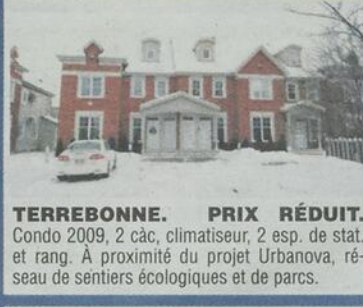 TERREBONNE. PRIX RÉDUIT.
Condo 2009, 2 càc, climatiseur, 2 esp. de stat.
et rang. À proximité du projet Urbanova, ré-
seau de sentiers écologiques et de parcs.